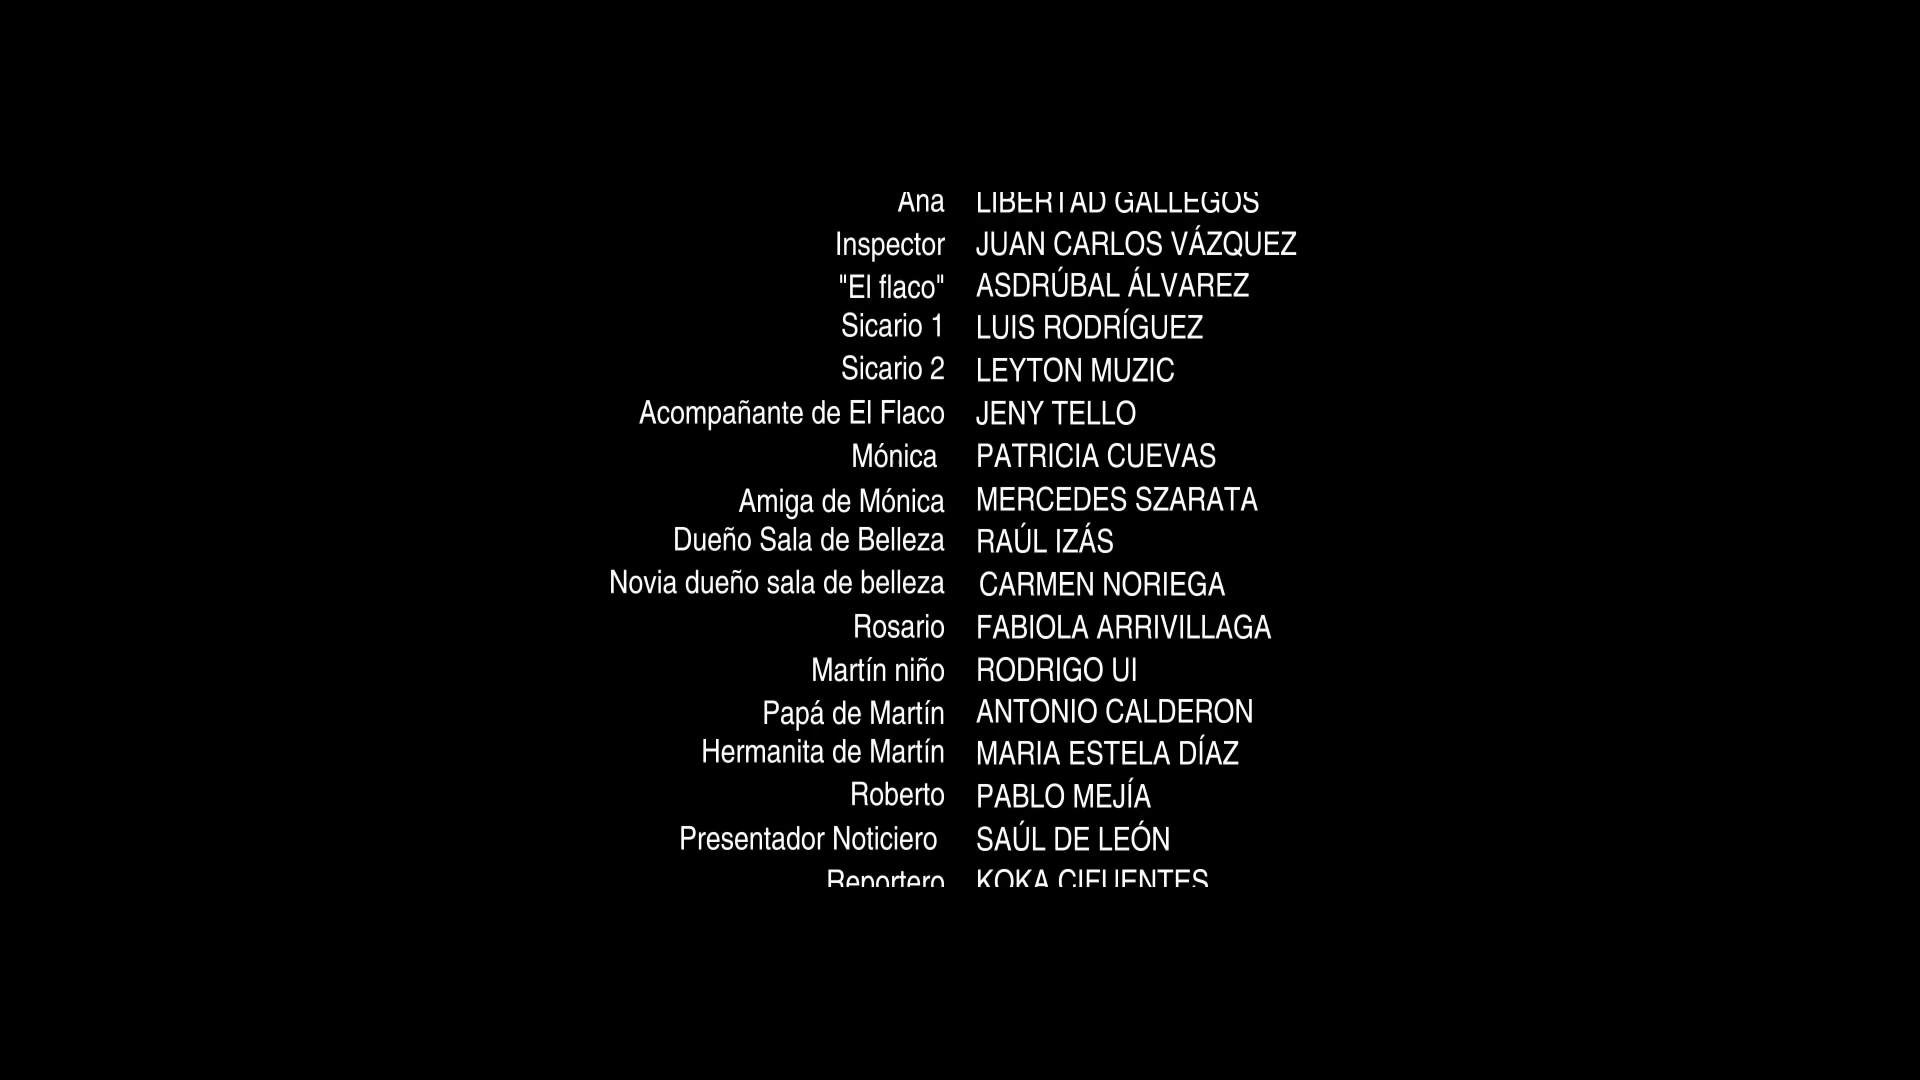 Ana LIBERTAD GALLEGOS
Inspector JUAN CARLOS VÁZQUEZ
"El flaco" ASDRÚBAL ÁLVAREZ
Sicario 1 LUIS RODRÍGUEZ
Sicario 2 LEYTON MUZIC
Acompañante de El Flaco JENY TELLO
Mónica PATRICIA CUEVAS
Amiga de Mónica MERCEDES SZARATA
Dueño Sala de Belleza RAÚL IZÁS
Novia dueño sala de belleza CARMEN NORIEGA
Rosario FABIOLA ARRIVILLAGA
Martín niño RODRIGO UI
Papá de Martín ANTONIO CALDERON
Hermanita de Martín MARIA ESTELA DÍAZ
Roberto PABLO MEJÍA
Presentador Noticiero SAÚL DE LEÓN
Reportero KOKA CIFUENTES